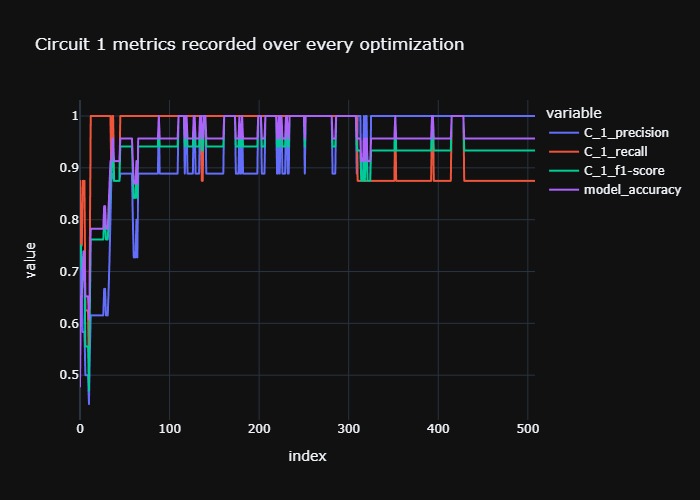 Circuit 1 metrics recorded over every optimization
variable
C_1_precision
C_1_recall
C_1_f1-score
model_accuracy
value
1
0.9
0.8
0.7
0.6
0.5
0 100 200 300 400 500
index